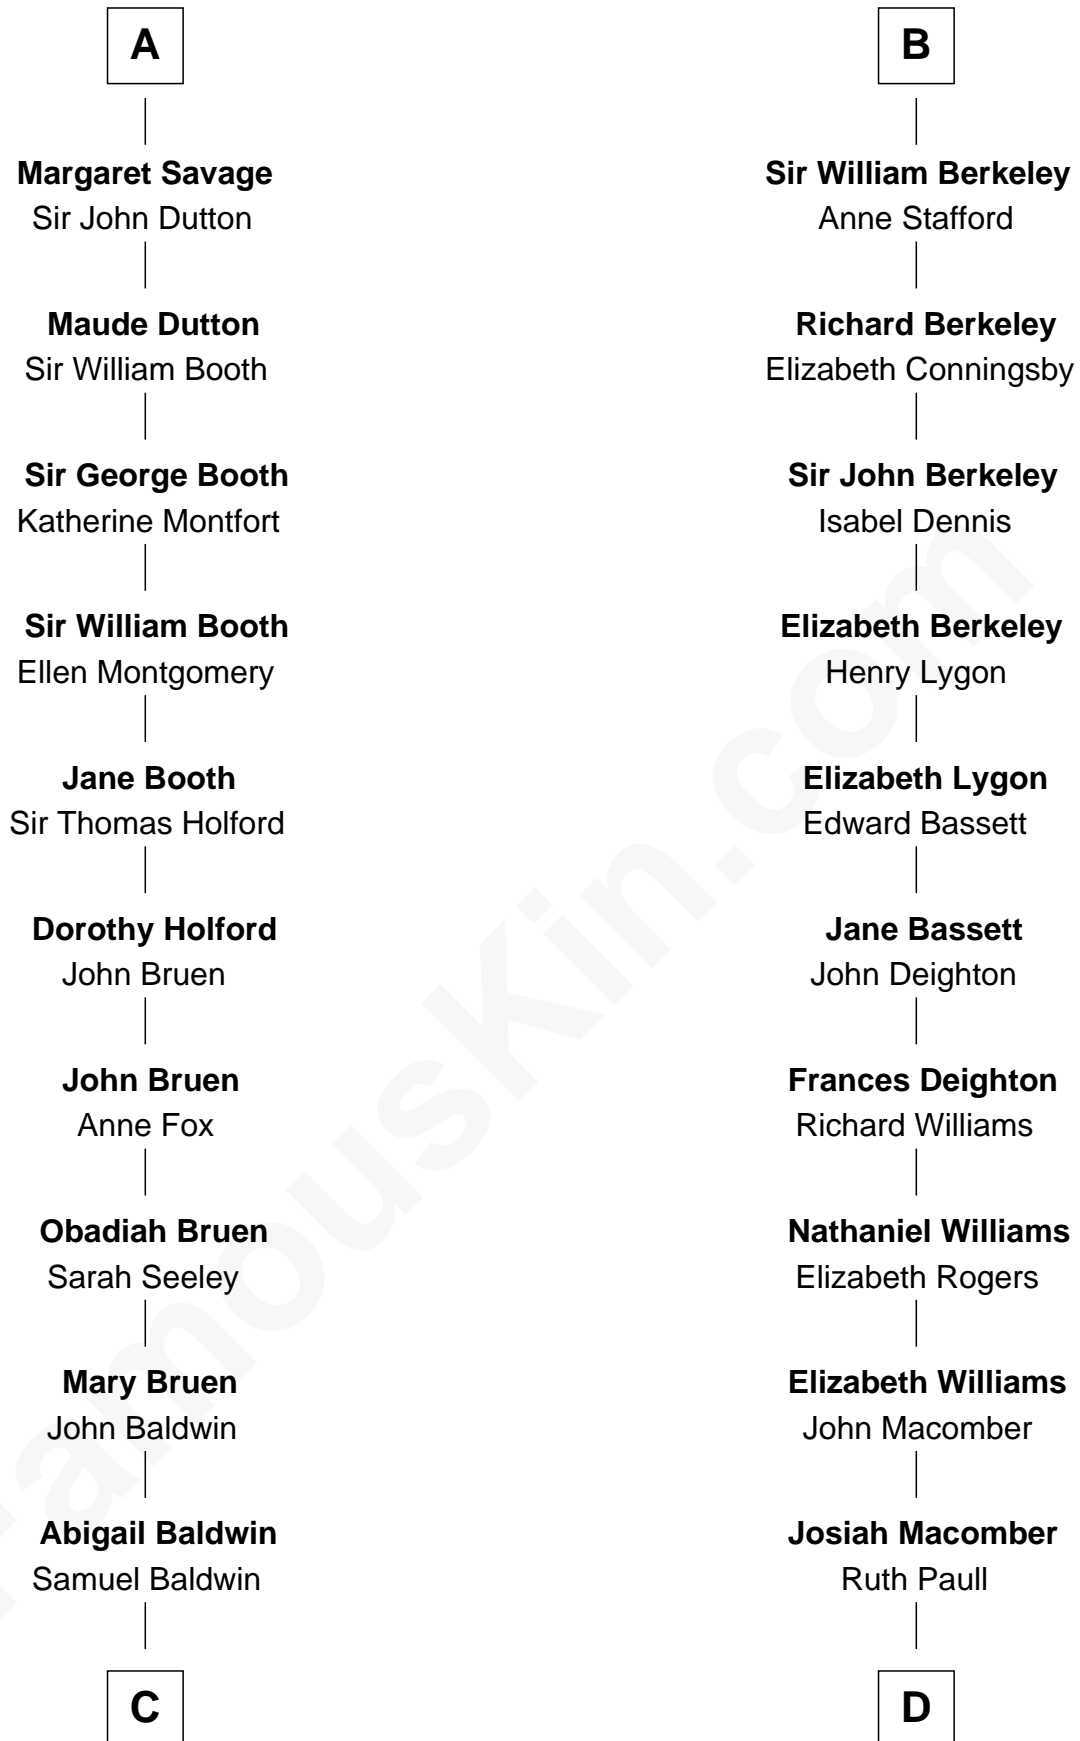 A
Margaret Savage
Sir John Dutton
Maude Dutton
Sir William Booth
Sir George Booth
Katherine Montfort
Sir William Booth
Ellen Montgomery
Jane Booth
Sir Thomas Holford
Dorothy Holford
John Bruen
John Bruen
Anne Fox
Obadiah Bruen
Sarah Seeley
Mary Bruen
John Baldwin
Abigail Baldwin
Samuel Baldwin
C
B
Sir William Berkeley
Anne Stafford
Richard Berkeley
Elizabeth Conningsby
Sir John Berkeley
Isabel Dennis
Elizabeth Berkeley
Henry Lygon
Elizabeth Lygon
Edward Bassett
Jane Bassett
John Deighton
Frances Deighton
Richard Williams
Nathaniel Williams
Elizabeth Rogers
Elizabeth Williams
John Macomber
Josiah Macomber
Ruth Paull
D
FamousKin.com